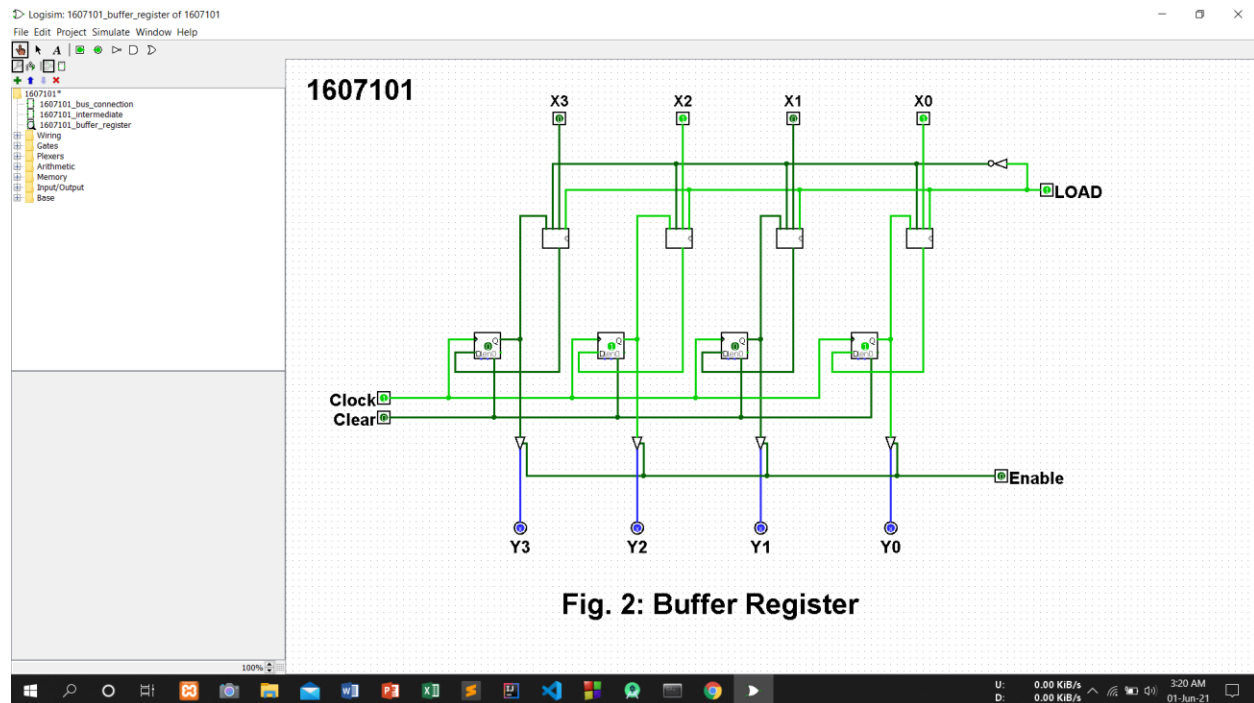 Logisim: 1607101_buffer_register of 1607101
File Edit Project Simulate Window Help
A
1607101*
1607101_bus_connection
1607101_intermediate
1607101_buffer_register
Wiring
Gates
Plexers
Arithmetic
Memory
Input/Output
Base
1607101
X3 X2 X1 X0
LOAD
Q Q Q Q
Clock
Clear
Enable
Y3 Y2 Y1 Y0
Fig. 2: Buffer Register
100%
U: 0.00 KiB/s
D: 0.00 KiB/s
3:20 AM
01-Jun-21